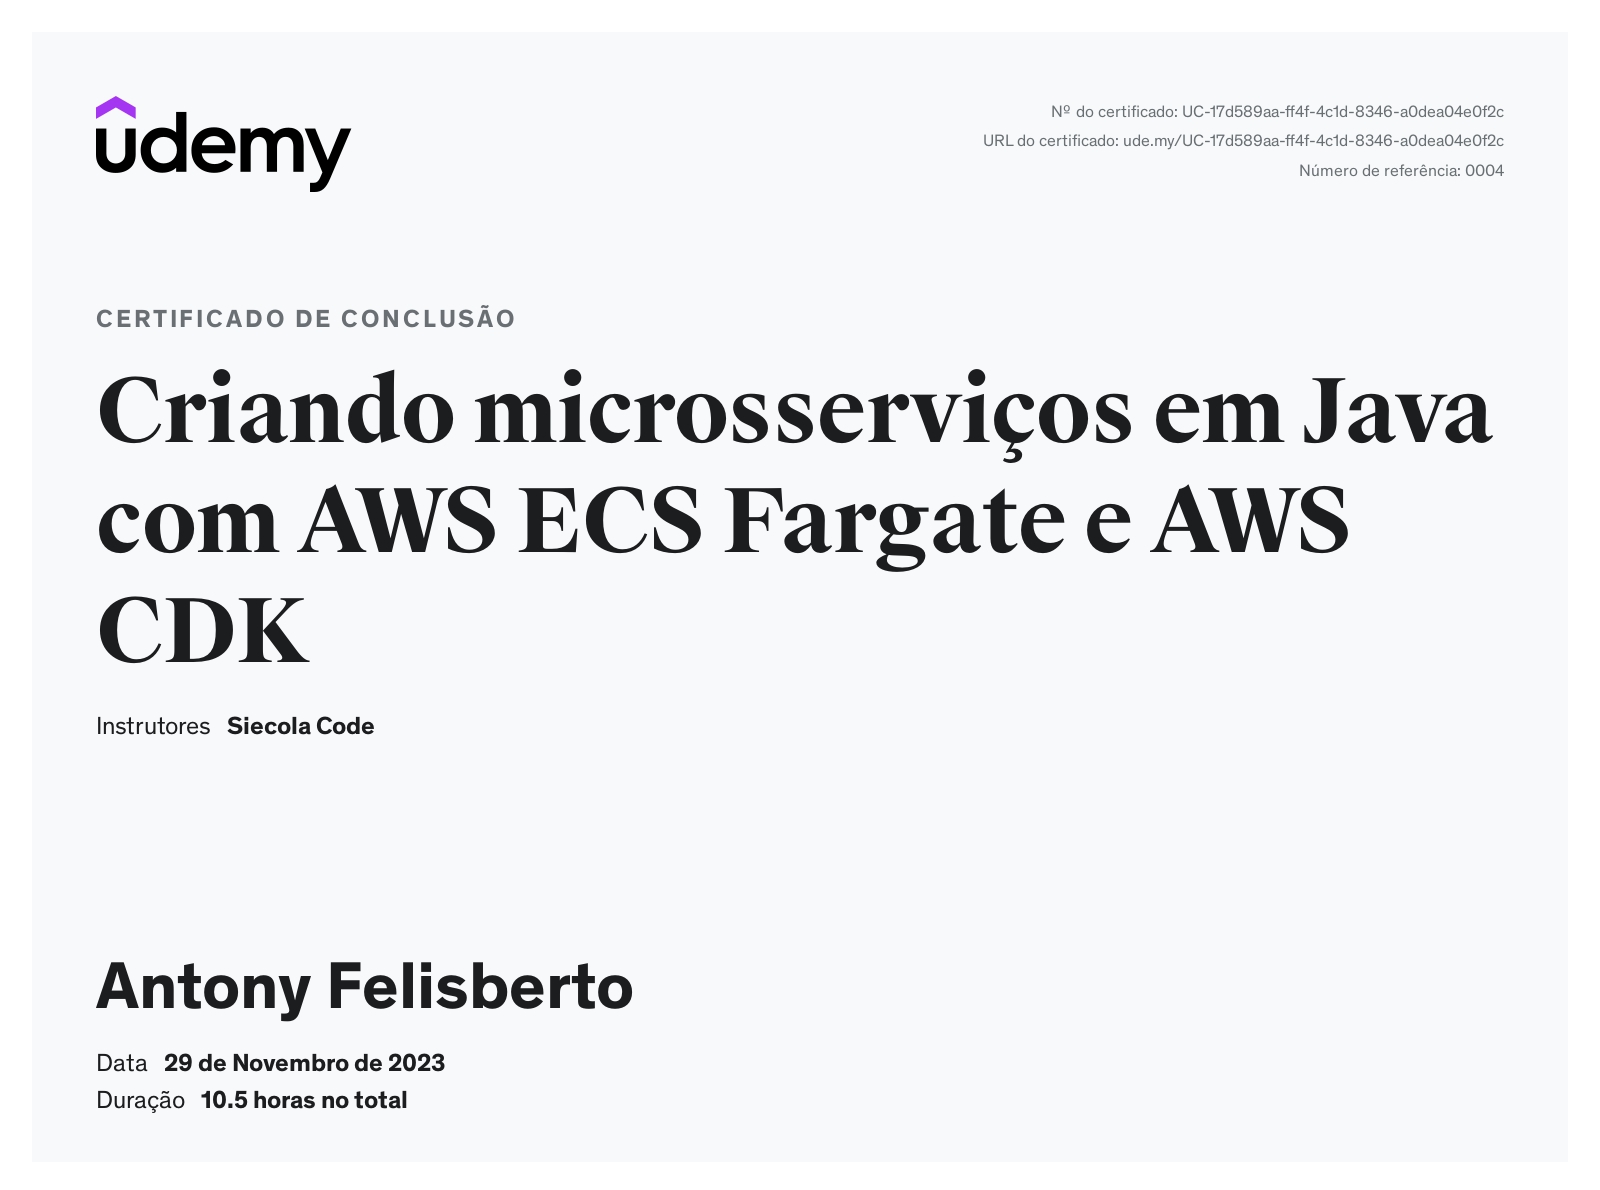 udemy
Nº do certificado: UC-17d589aa-ff4f-4c1d-8346-a0dea04e0f2c
URL do certificado: ude.my/UC-17d589aa-ff4f-4c1d-8346-a0dea04e0f2c
Número de referência: 0004
CERTIFICADO DE CONCLUSÃO
Criando microsserviços em Java
com AWS ECS Fargate e AWS
CDK
Instrutores Siecola Code
Antony Felisberto
Data 29 de Novembro de 2023
Duração 10.5 horas no total